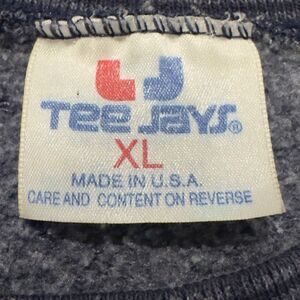 Tee Jays®
XL
MADE IN U.S.A.
CARE AND CONTENT ON REVERSE